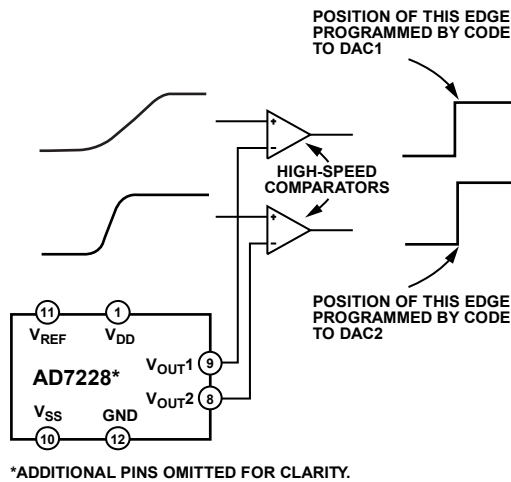 POSITION OF THIS EDGE
PROGRAMMED BY CODE
TO DAC1
+
–
HIGH-SPEED
COMPARATORS
+
–
POSITION OF THIS EDGE
PROGRAMMED BY CODE
TO DAC2
11
1
VREF
VDD
VOUT1
9
AD7228*
VOUT2
8
VSS
GND
10
12
*ADDITIONAL PINS OMITTED FOR CLARITY.